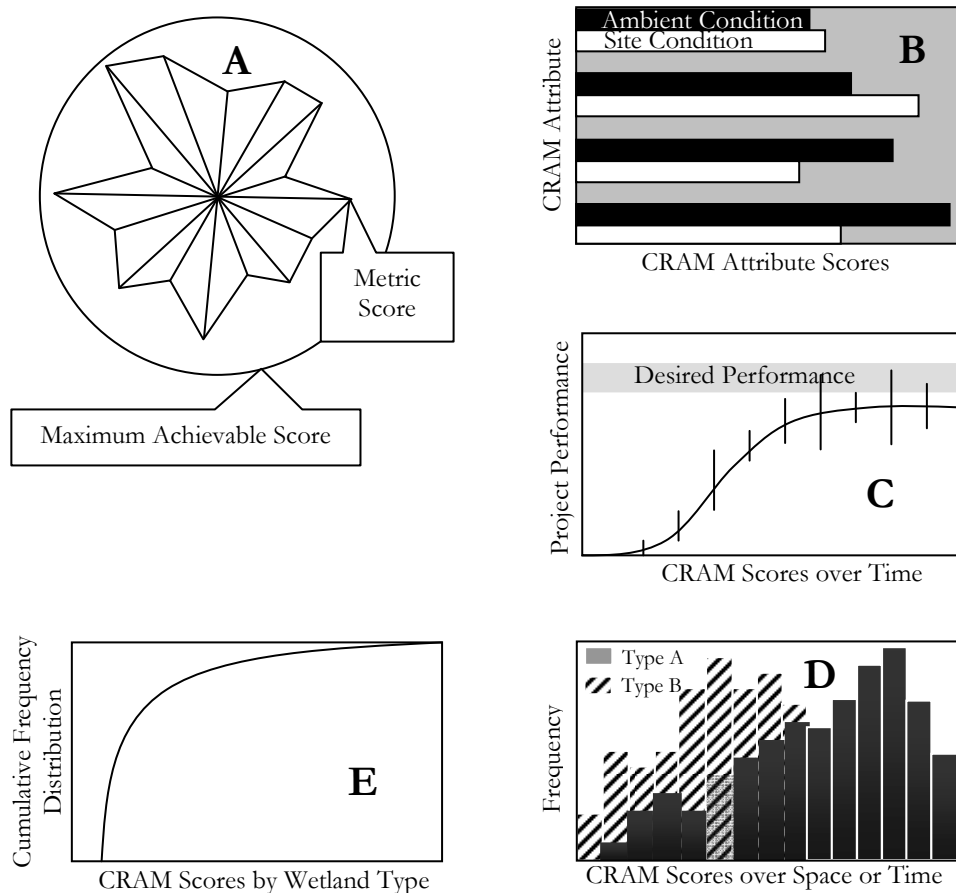 A
Metric
Score
Maximum Achievable Score
Ambient Condition
Site Condition
B
CRAM Attribute
CRAM Attribute Scores
Desired Performance
C
Project Performance
CRAM Scores over Time
Cumulative Frequency
Distribution
E
CRAM Scores by Wetland Type
Type A
Type B
D
Frequency
CRAM Scores over Space or Time